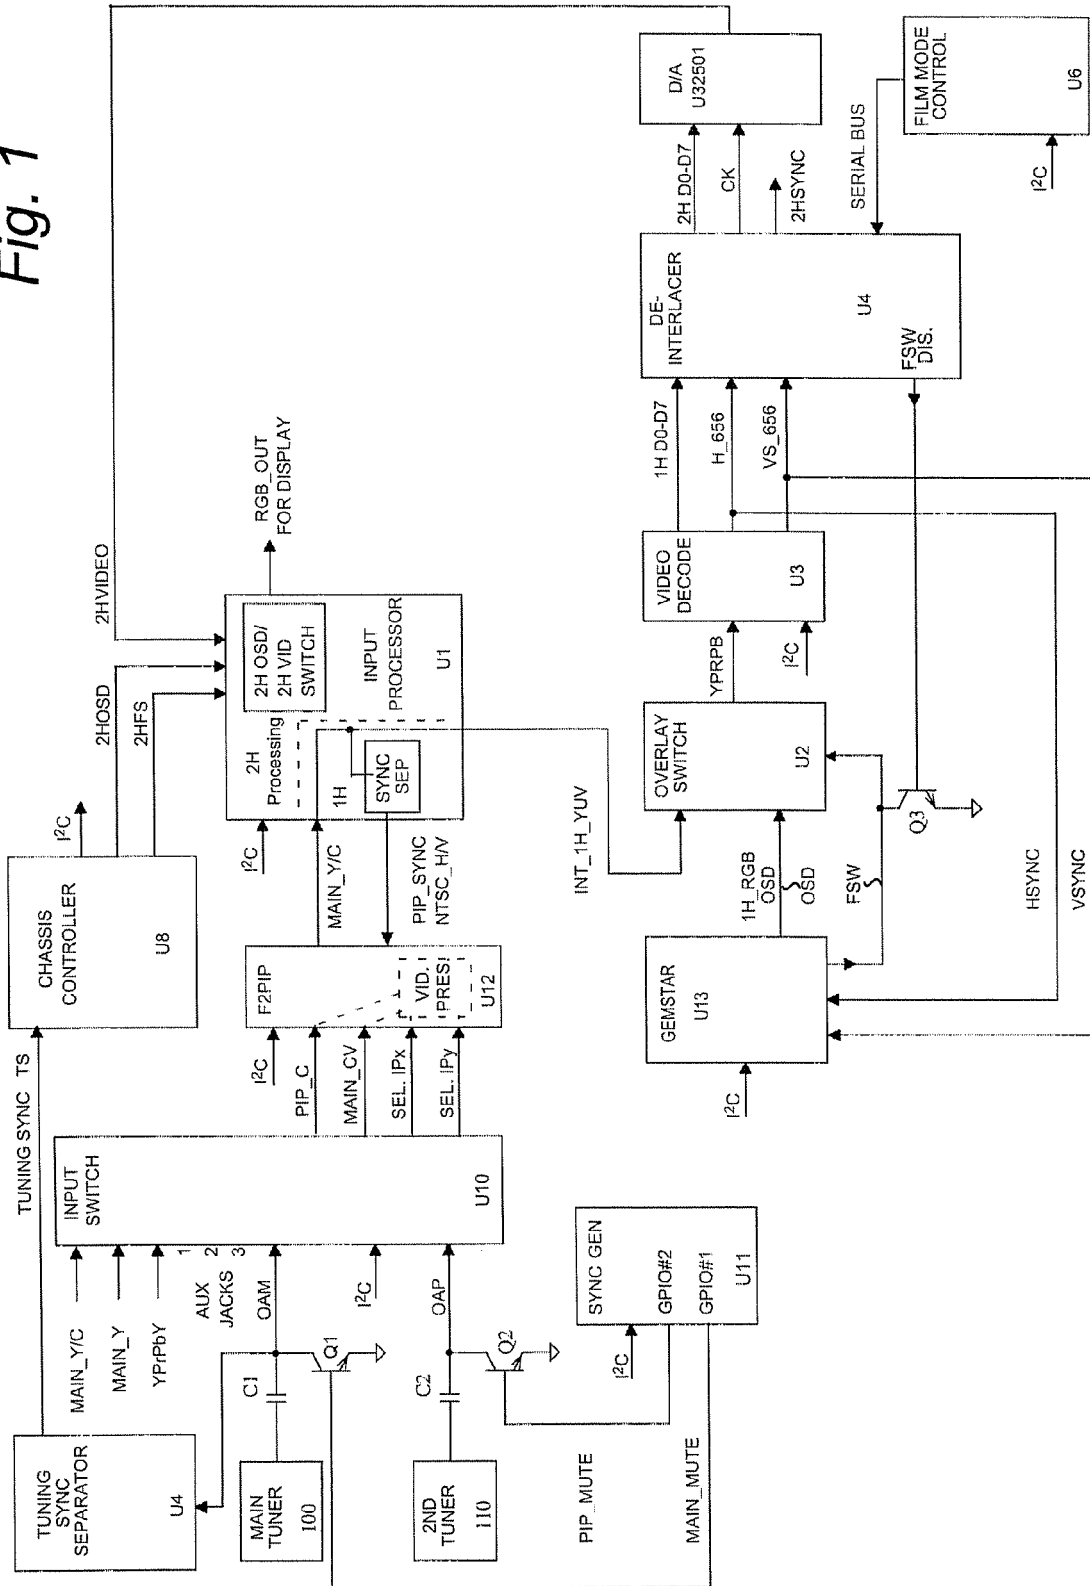 Fig. 1
TUNING
SYNC
SEPARATOR
U4
TUNING SYNC TS
CHASSIS
CONTROLLER
U8
I²C
2HOSD
2HFS
2HVIDEO
MAIN_Y/C
MAIN_Y
YPrPbY
1
2
3
AUX
JACKS
OAM
I²C
OAP
INPUT
SWITCH
U10
MAIN
TUNER
100
C1
Q1
2ND
TUNER
110
C2
Q2
PIP_MUTE
MAIN_MUTE
SYNC GEN
GPIO#2
GPIO#1
U11
I²C
I²C
PIP_C
MAIN_CV
SEL. IPx
SEL. IPy
F2PIP
VID.
PRES!
U12
MAIN_Y/C
PIP_SYNC
NTSC_H/V
I²C
2H
Processing
1H
SYNC
SEP
2H OSD/
2H VID
SWITCH
INPUT
PROCESSOR
U1
RGB_OUT
FOR DISPLAY
INT_1H_YUV
GEMSTAR
U13
I²C
1H_RGB
OSD
OSD
FSW
OVERLAY
SWITCH
U2
Q3
YPRPB
I²C
VIDEO
DECODE
U3
HSYNC
VSYNC
1H D0-D7
H_656
VS_656
DE-
INTERLACER
U4
FSW
DIS.
2H D0-D7
CK
2HSYNC
SERIAL BUS
D/A
U32501
FILM MODE
CONTROL
U6
I²C